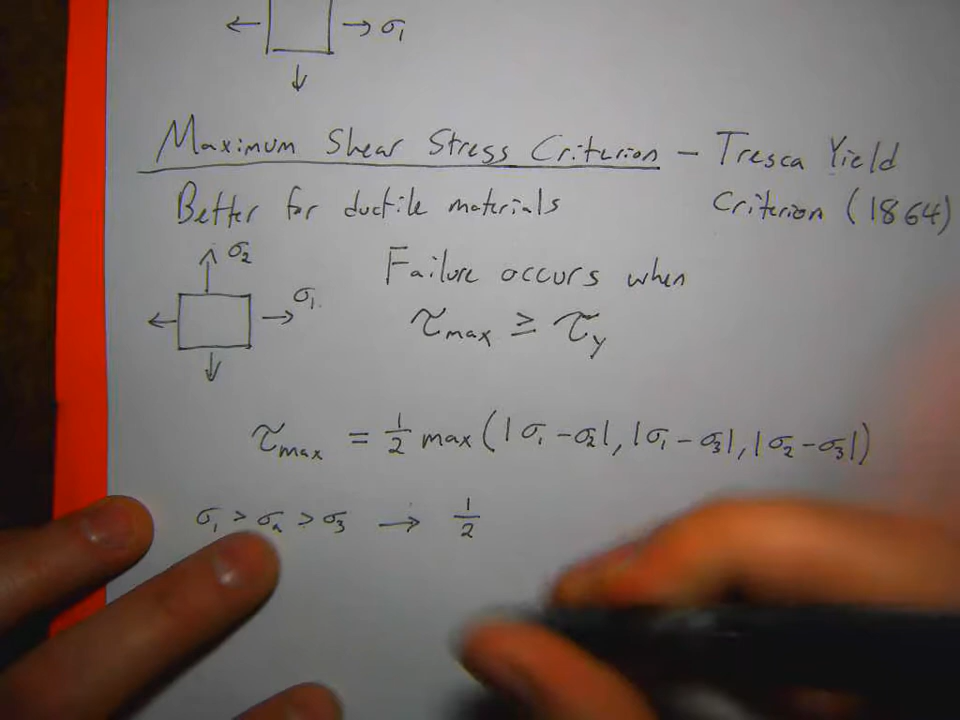 σ₁
Maximum Shear Stress Criterion – Tresca Yield
Criterion (1864)
Better for ductile materials
σ₂
σ₁
Failure occurs when
τmax ≥ τy
τmax = 1/2 max (|σ₁ - σ₂|, |σ₁ - σ₃|, |σ₂ - σ₃|)
σ₁ > σ₂ > σ₃ → 1/2